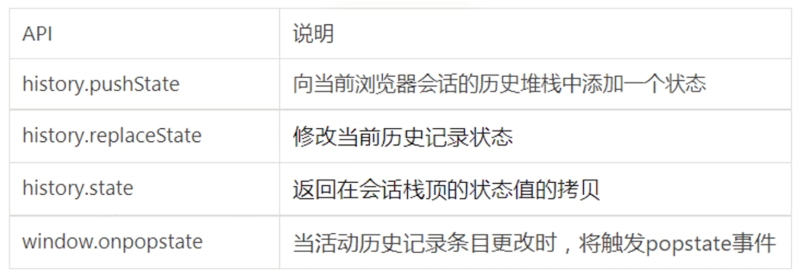 API 说明
history.pushState 向当前浏览器会话的历史堆栈中添加一个状态
history.replaceState 修改当前历史记录状态
history.state 返回在会话栈顶的状态值的拷贝
window.onpopstate 当活动历史记录条目更改时，将触发popstate事件